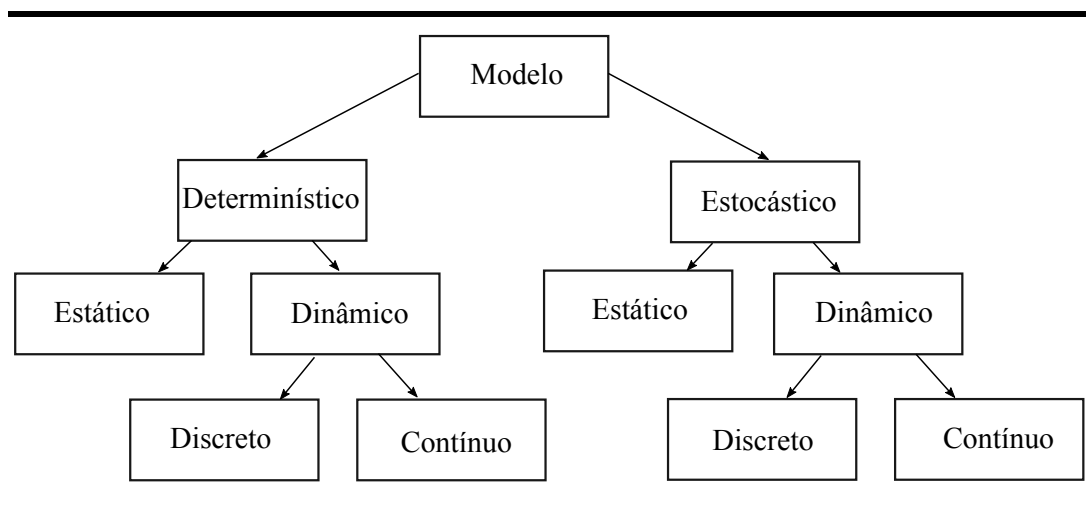 Modelo
Determinístico
Estocástico
Estático
Dinâmico
Estático
Dinâmico
Discreto
Contínuo
Discreto
Contínuo